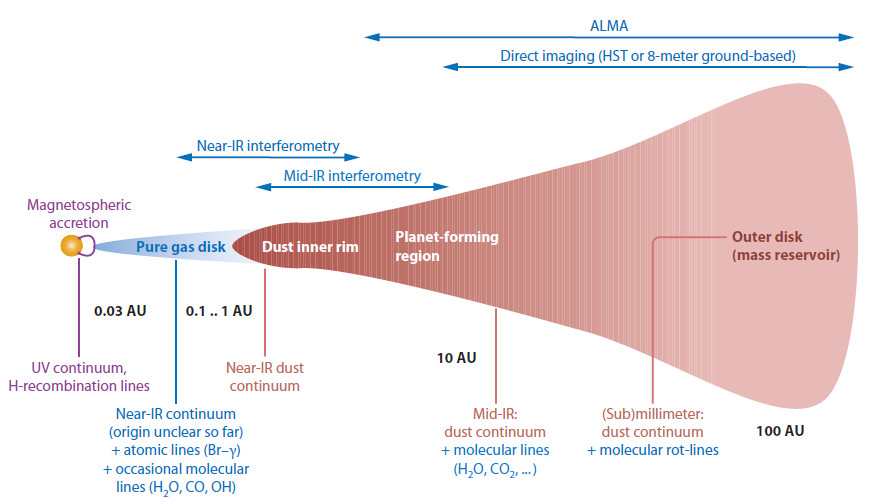 ALMA
Direct imaging (HST or 8-meter ground-based)
Near-IR interferometry
Mid-IR interferometry
Magnetospheric
accretion
Pure gas disk
Dust inner rim
Planet-forming
region
Outer disk
(mass reservoir)
0.03 AU
0.1 .. 1 AU
10 AU
100 AU
UV continuum,
H-recombination lines
Near-IR dust
continuum
Near-IR continuum
(origin unclear so far)
+ atomic lines (Br–γ)
+ occasional molecular
lines (H₂O, CO, OH)
Mid-IR:
dust continuum
+ molecular lines
(H₂O, CO₂, ...)
(Sub)millimeter:
dust continuum
+ molecular rot-lines